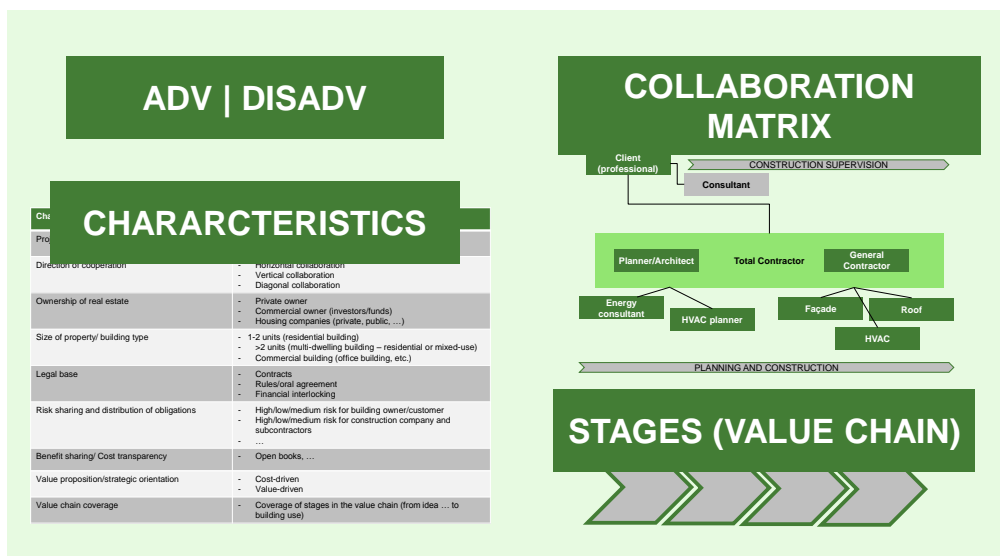 ADV | DISADV
CHARARCTERISTICS
Direction of cooperation
- Horizontal collaboration
- Vertical collaboration
- Diagonal collaboration
Ownership of real estate
- Private owner
- Commercial owner (investors/funds)
- Housing companies (private, public, …)
Size of property/ building type
- 1-2 units (residential building)
- >2 units (multi-dwelling building – residential or mixed-use)
- Commercial building (office building, etc.)
Legal base
- Contracts
- Rules/oral agreement
- Financial interlocking
Risk sharing and distribution of obligations
- High/low/medium risk for building owner/customer
- High/low/medium risk for construction company and
subcontractors
- …
Benefit sharing/ Cost transparency
- Open books, …
Value proposition/strategic orientation
- Cost-driven
- Value-driven
Value chain coverage
- Coverage of stages in the value chain (from idea … to
building use)
COLLABORATION
MATRIX
Client
(professional)
CONSTRUCTION SUPERVISION
Consultant
Planner/Architect
Total Contractor
General
Contractor
Energy
consultant
HVAC planner
Façade
Roof
HVAC
PLANNING AND CONSTRUCTION
STAGES (VALUE CHAIN)